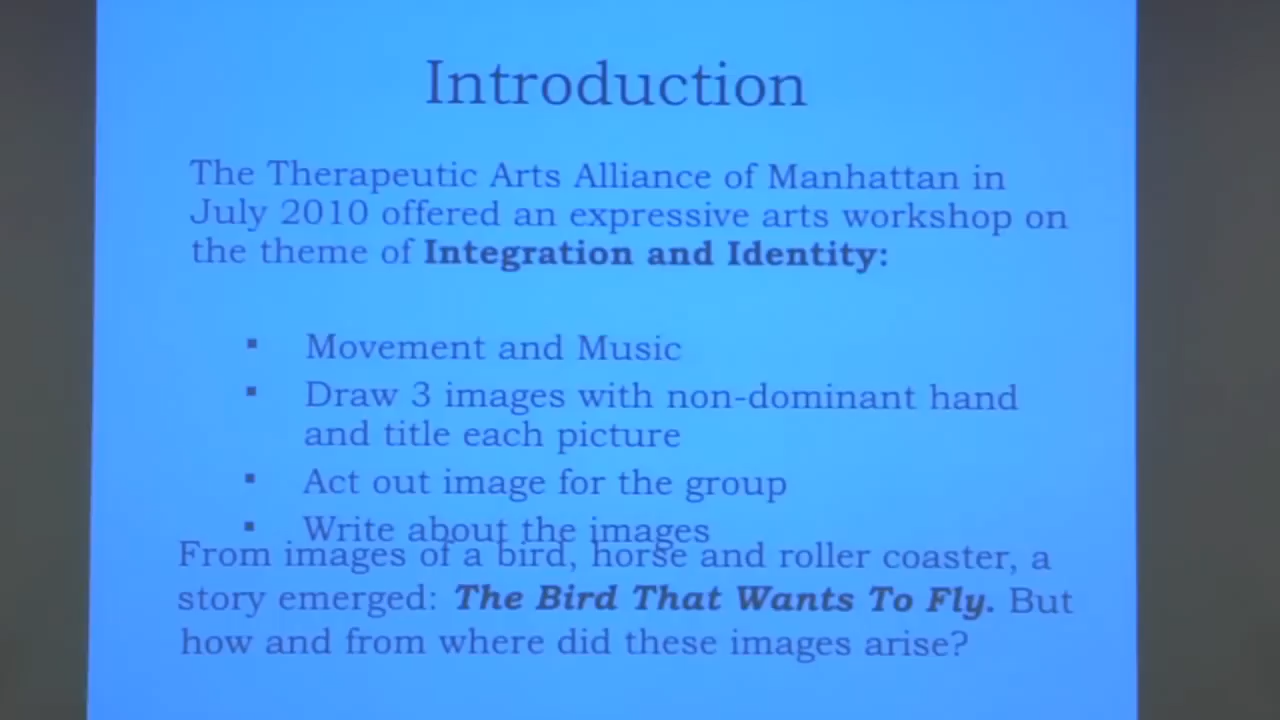 Introduction
The Therapeutic Arts Alliance of Manhattan in
July 2010 offered an expressive arts workshop on
the theme of Integration and Identity:
▪ Movement and Music
▪ Draw 3 images with non-dominant hand
and title each picture
▪ Act out image for the group
▪ Write about the images
From images of a bird, horse and roller coaster, a
story emerged: The Bird That Wants To Fly. But
how and from where did these images arise?